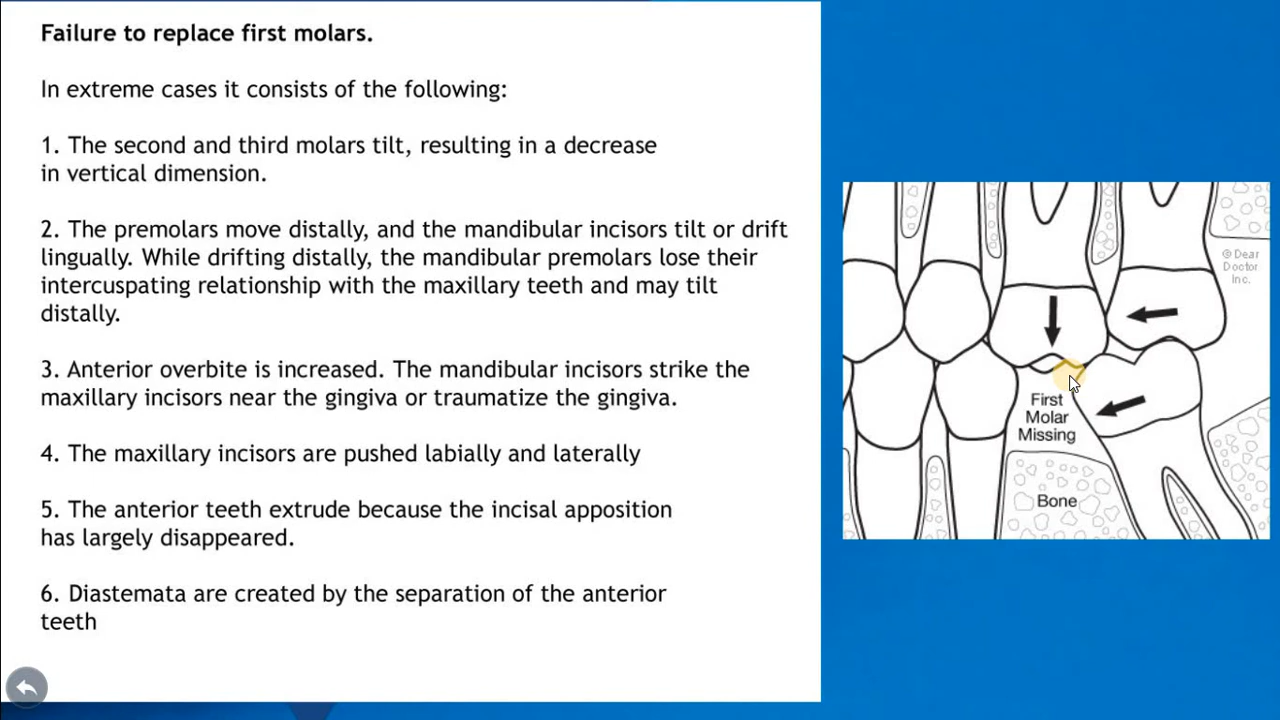 Failure to replace first molars.
In extreme cases it consists of the following:
1. The second and third molars tilt, resulting in a decrease
in vertical dimension.
2. The premolars move distally, and the mandibular incisors tilt or drift
lingually. While drifting distally, the mandibular premolars lose their
intercuspating relationship with the maxillary teeth and may tilt
distally.
3. Anterior overbite is increased. The mandibular incisors strike the
maxillary incisors near the gingiva or traumatize the gingiva.
4. The maxillary incisors are pushed labially and laterally
5. The anterior teeth extrude because the incisal apposition
has largely disappeared.
6. Diastemata are created by the separation of the anterior
teeth
© Dear
Doctor
Inc.
First
Molar
Missing
Bone